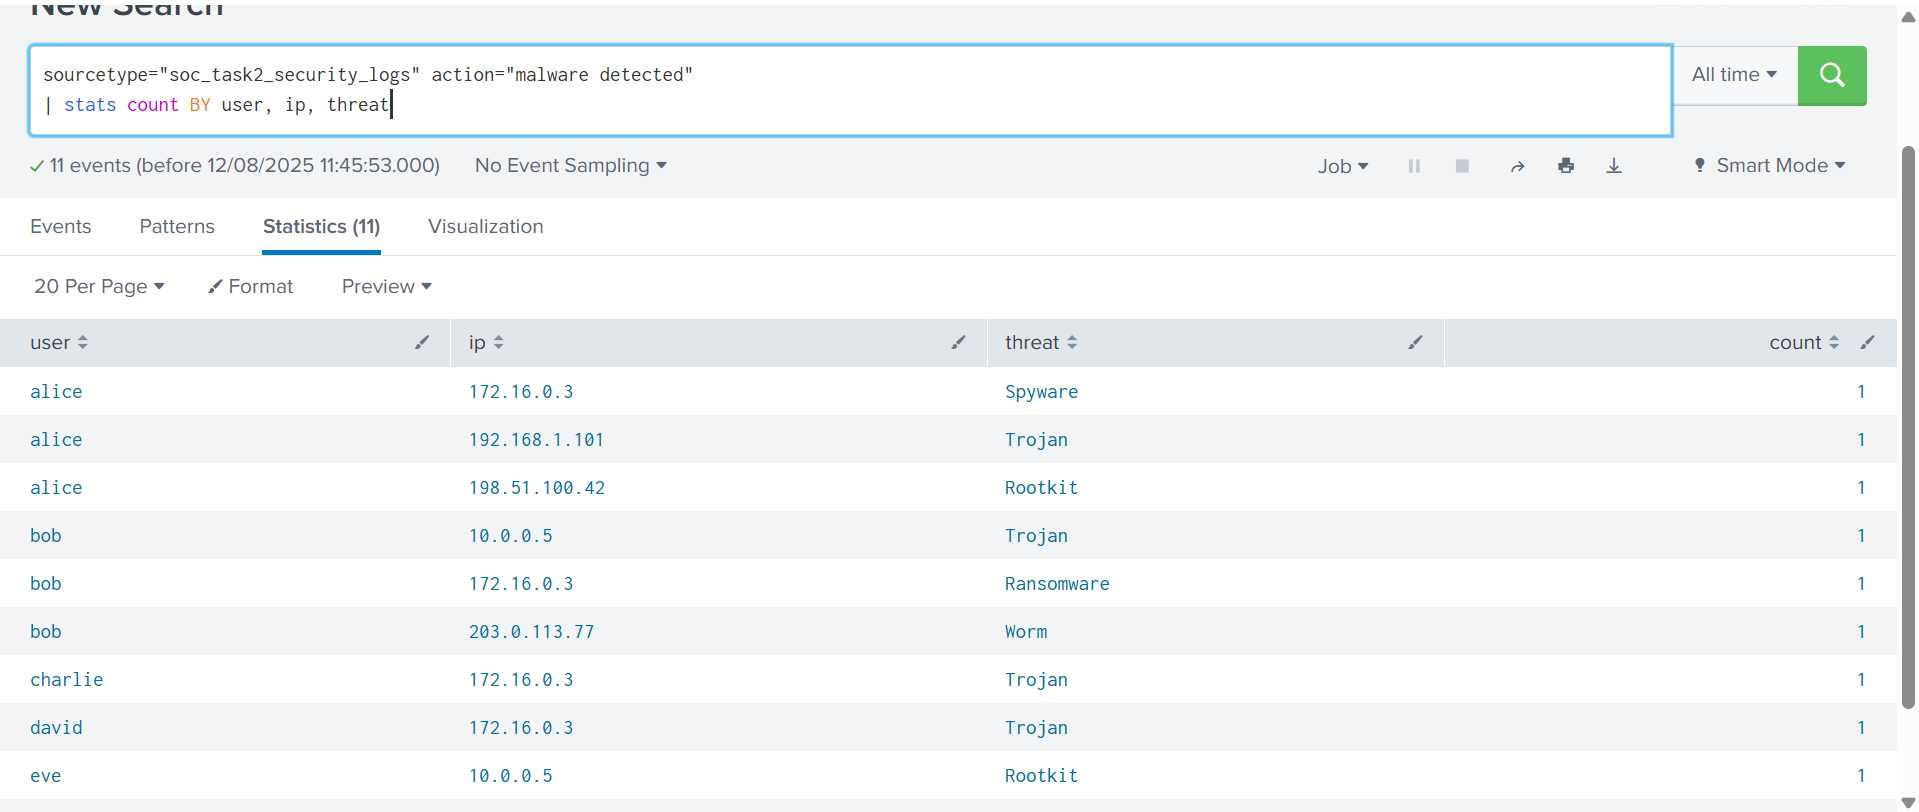 New Search
sourcetype="soc_task2_security_logs" action="malware detected"
| stats count BY user, ip, threat
All time
11 events (before 12/08/2025 11:45:53.000)
No Event Sampling
Job
Smart Mode
Events
Patterns
Statistics (11)
Visualization
20 Per Page
Format
Preview
user ip threat count
alice 172.16.0.3 Spyware 1
alice 192.168.1.101 Trojan 1
alice 198.51.100.42 Rootkit 1
bob 10.0.0.5 Trojan 1
bob 172.16.0.3 Ransomware 1
bob 203.0.113.77 Worm 1
charlie 172.16.0.3 Trojan 1
david 172.16.0.3 Trojan 1
eve 10.0.0.5 Rootkit 1